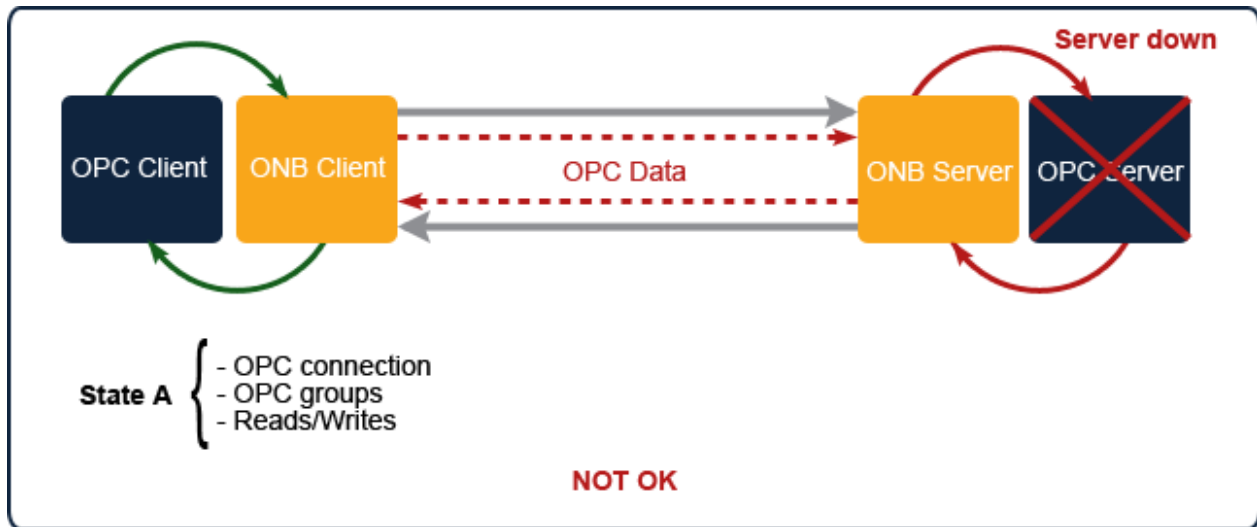 Server down
OPC Client
ONB Client
OPC Data
ONB Server
OPC Server
State A
- OPC connection
- OPC groups
- Reads/Writes
NOT OK